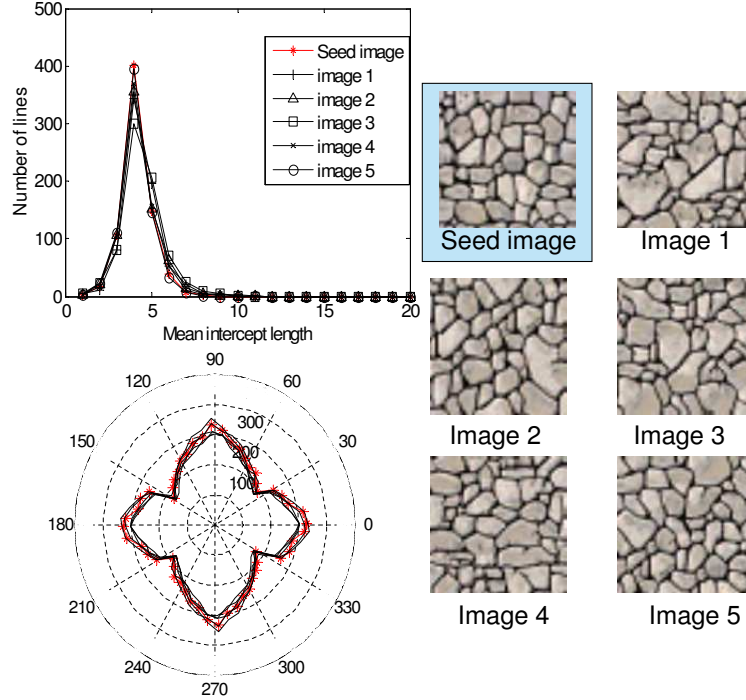 500
400
300
200
100
0
Number of lines
0 5 10 15 20
Mean intercept length
Seed image
image 1
image 2
image 3
image 4
image 5
90
120 60
150 30
180 0
210 330
240 300
270
300
200
100
Seed image Image 1
Image 2 Image 3
Image 4 Image 5